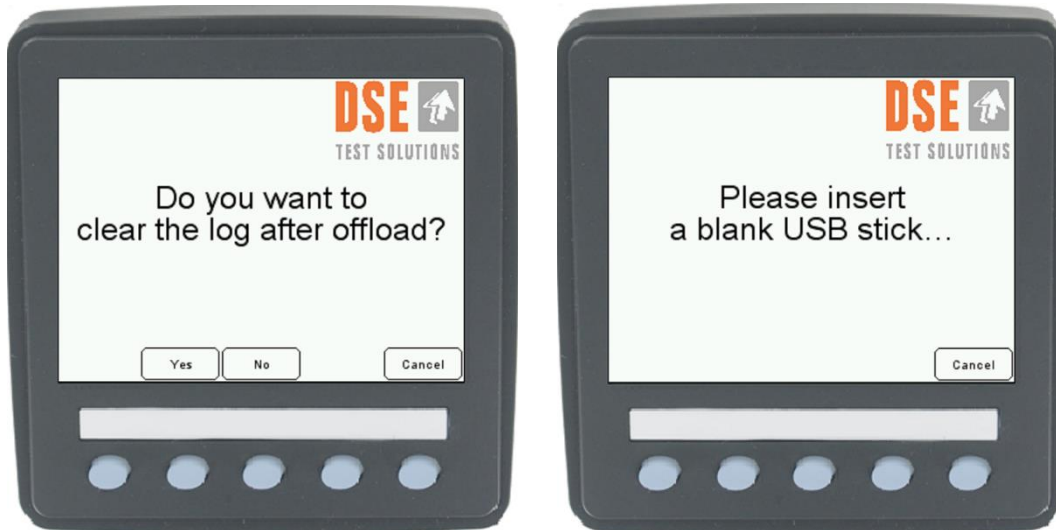 DSE
TEST SOLUTIONS
Do you want to
clear the log after offload?
Yes No Cancel
DSE
TEST SOLUTIONS
Please insert
a blank USB stick...
Cancel